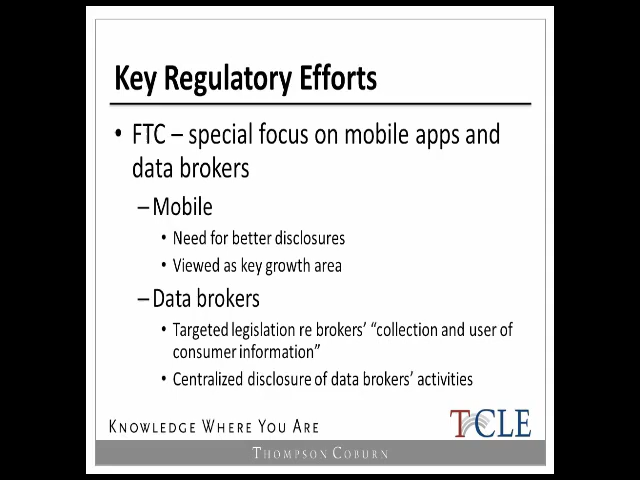 Key Regulatory Efforts
• FTC – special focus on mobile apps and
data brokers
–Mobile
• Need for better disclosures
• Viewed as key growth area
–Data brokers
• Targeted legislation re brokers’ “collection and user of
consumer information”
• Centralized disclosure of data brokers’ activities
KNOWLEDGE WHERE YOU ARE
TCLE
THOMPSON COBURN